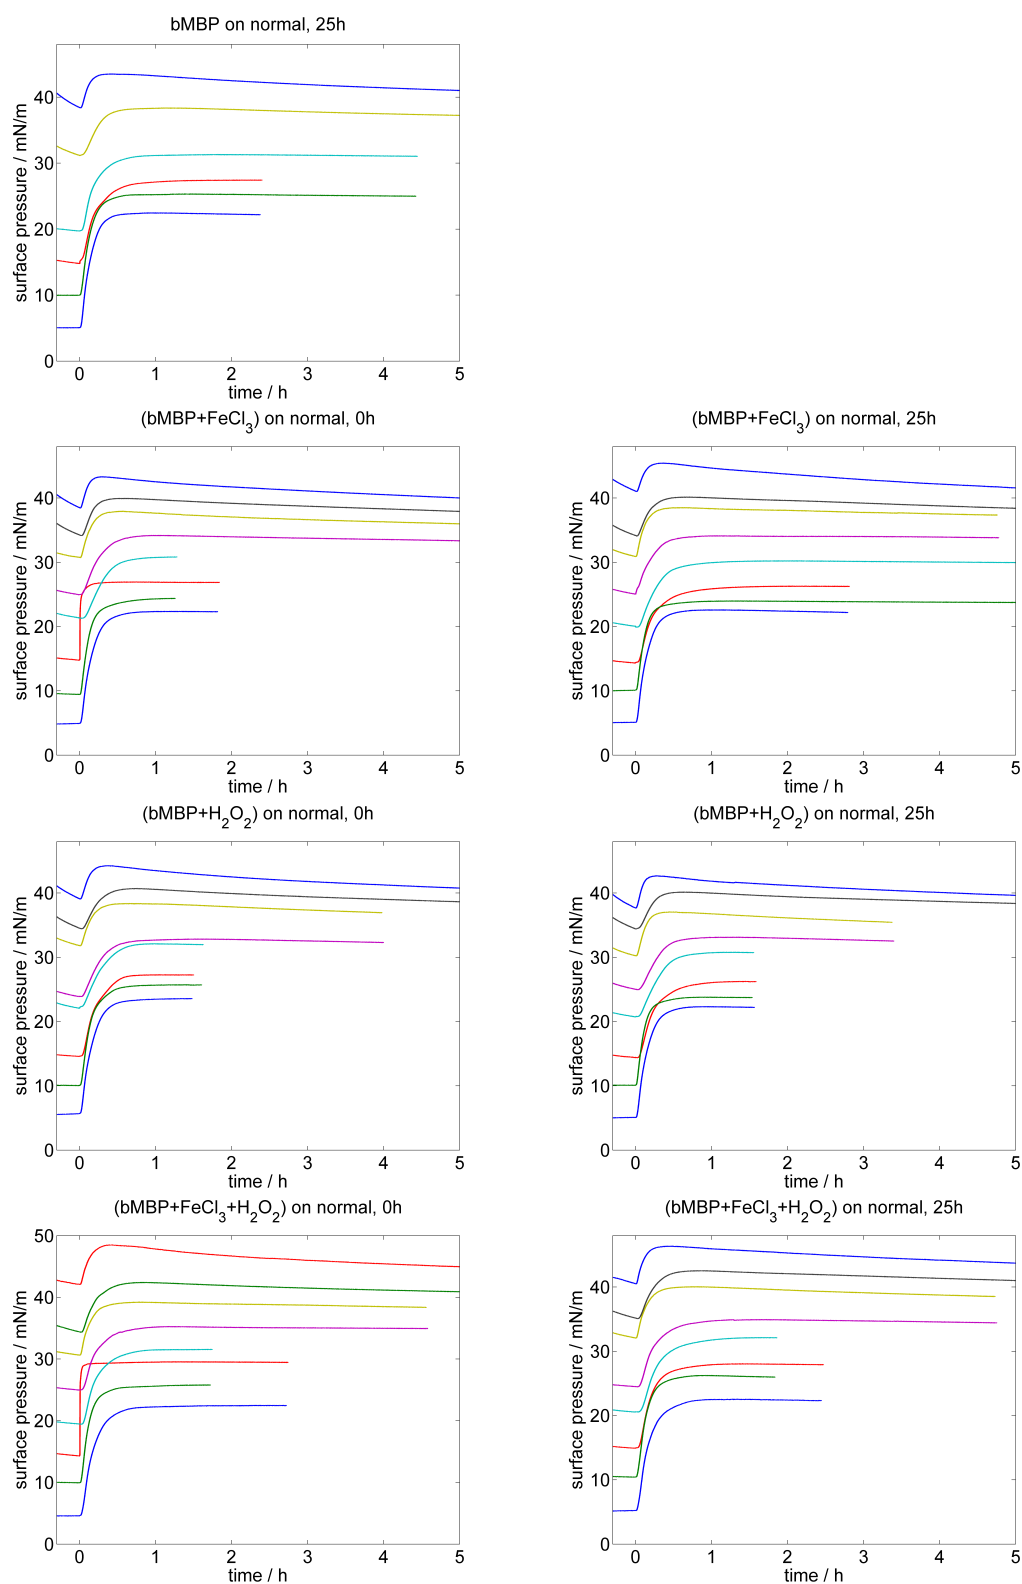 bMBP on normal, 25h
surface pressure / mN/m
40
30
20
10
0
0 1 2 3 4 5
time / h
(bMBP+FeCl3) on normal, 0h
surface pressure / mN/m
40
30
20
10
0
0 1 2 3 4 5
time / h
(bMBP+FeCl3) on normal, 25h
surface pressure / mN/m
40
30
20
10
0
0 1 2 3 4 5
time / h
(bMBP+H2O2) on normal, 0h
surface pressure / mN/m
40
30
20
10
0
0 1 2 3 4 5
time / h
(bMBP+H2O2) on normal, 25h
surface pressure / mN/m
40
30
20
10
0
0 1 2 3 4 5
time / h
(bMBP+FeCl3+H2O2) on normal, 0h
surface pressure / mN/m
50
40
30
20
10
0
0 1 2 3 4 5
time / h
(bMBP+FeCl3+H2O2) on normal, 25h
surface pressure / mN/m
40
30
20
10
0
0 1 2 3 4 5
time / h